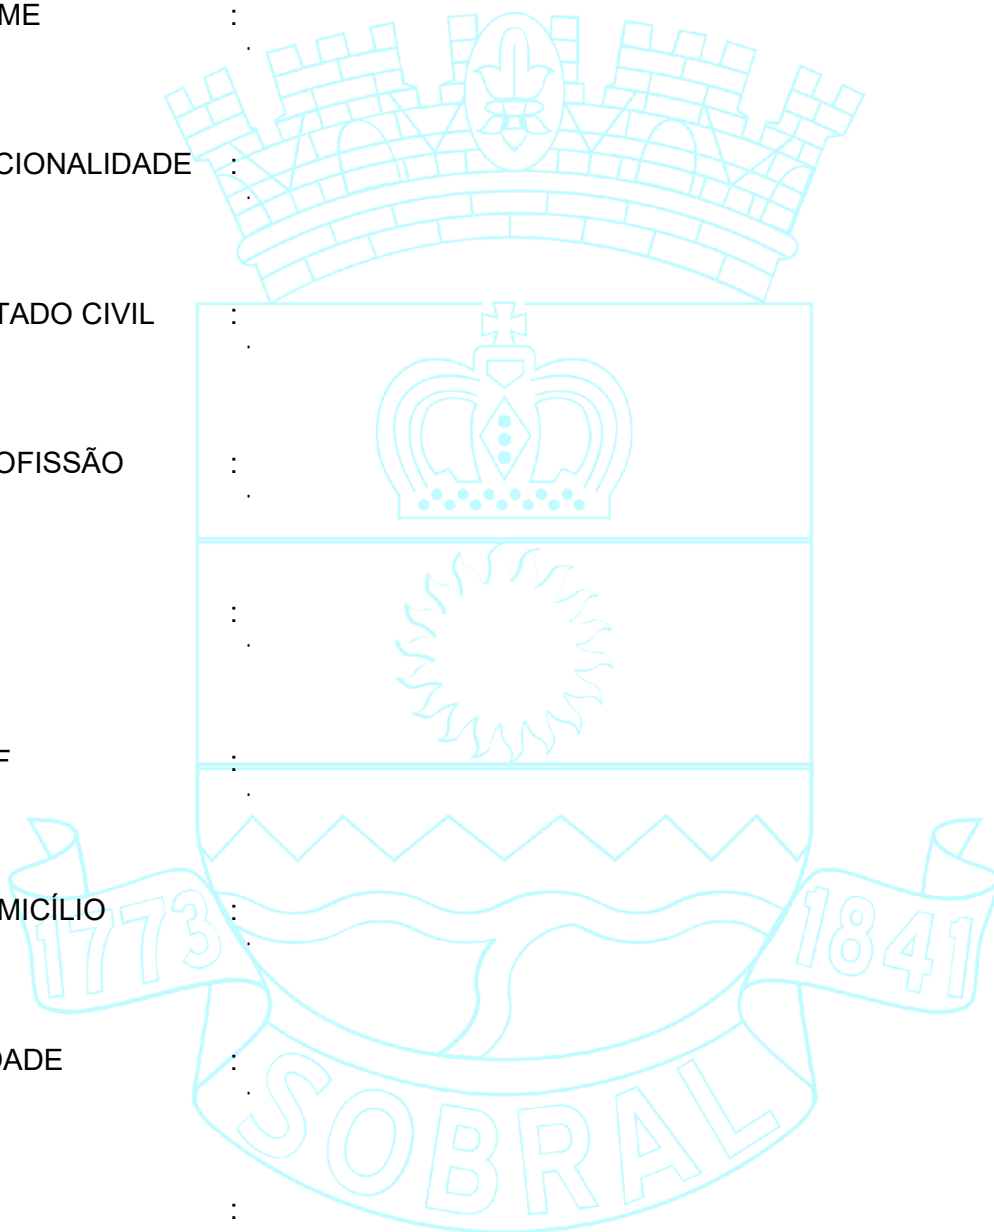 ME :
.
CIONALIDADE :
.
TADO CIVIL :
.
OFISSÃO :
.
:
.
F :
.
MICÍLIO :
.
1773
1841
DADE :
.
SOBRAL
: